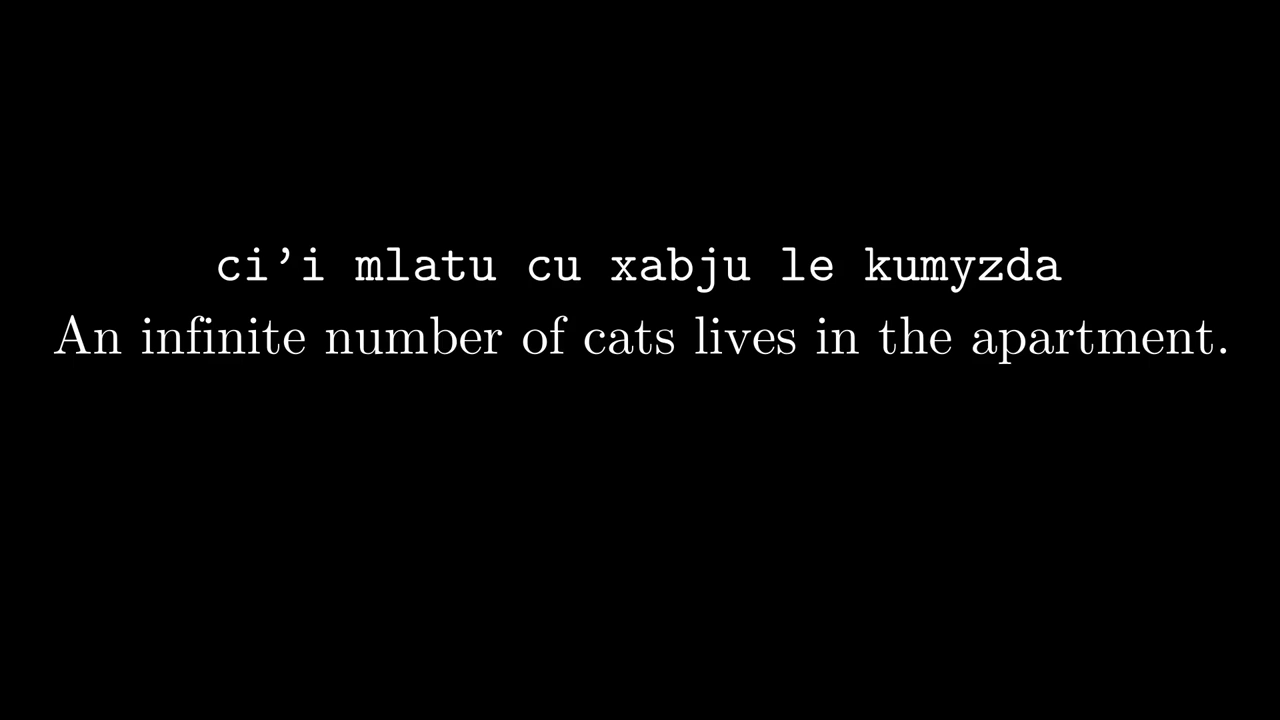 ci’i mlatu cu xabju le kumyzda
An infinite number of cats lives in the apartment.